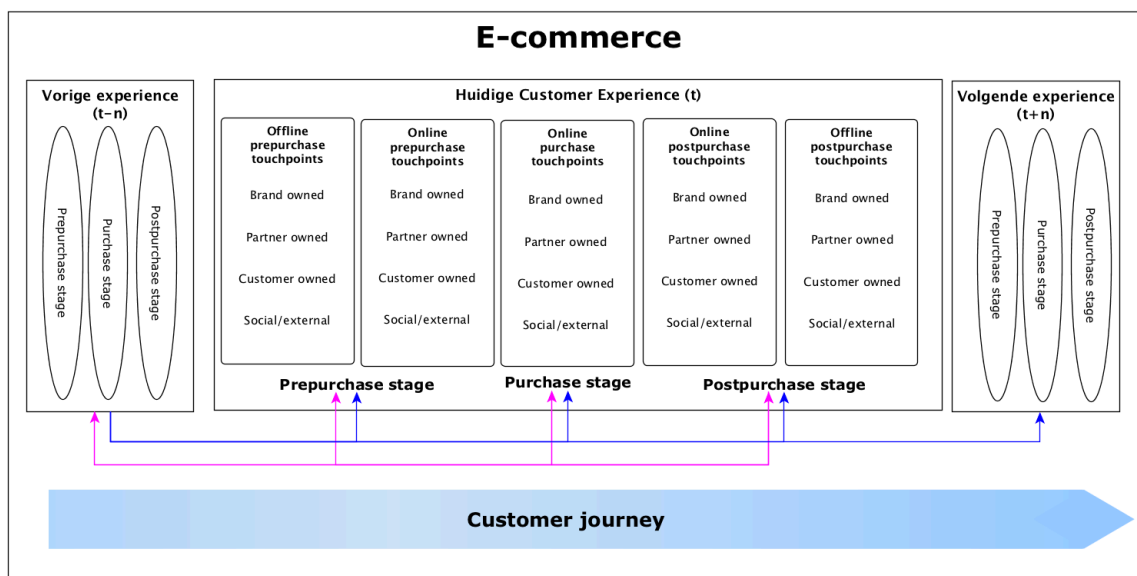 E-commerce
Vorige experience
(t−n)
Prepurchase stage
Purchase stage
Postpurchase stage
Huidige Customer Experience (t)
Offline
prepurchase
touchpoints
Brand owned
Partner owned
Customer owned
Social/external
Online
prepurchase
touchpoints
Brand owned
Partner owned
Customer owned
Social/external
Online
purchase
touchpoints
Brand owned
Partner owned
Customer owned
Social/external
Online
postpurchase
touchpoints
Brand owned
Partner owned
Customer owned
Social/external
Offline
postpurchase
touchpoints
Brand owned
Partner owned
Customer owned
Social/external
Prepurchase stage
Purchase stage
Postpurchase stage
Volgende experience
(t+n)
Prepurchase stage
Purchase stage
Postpurchase stage
Customer journey